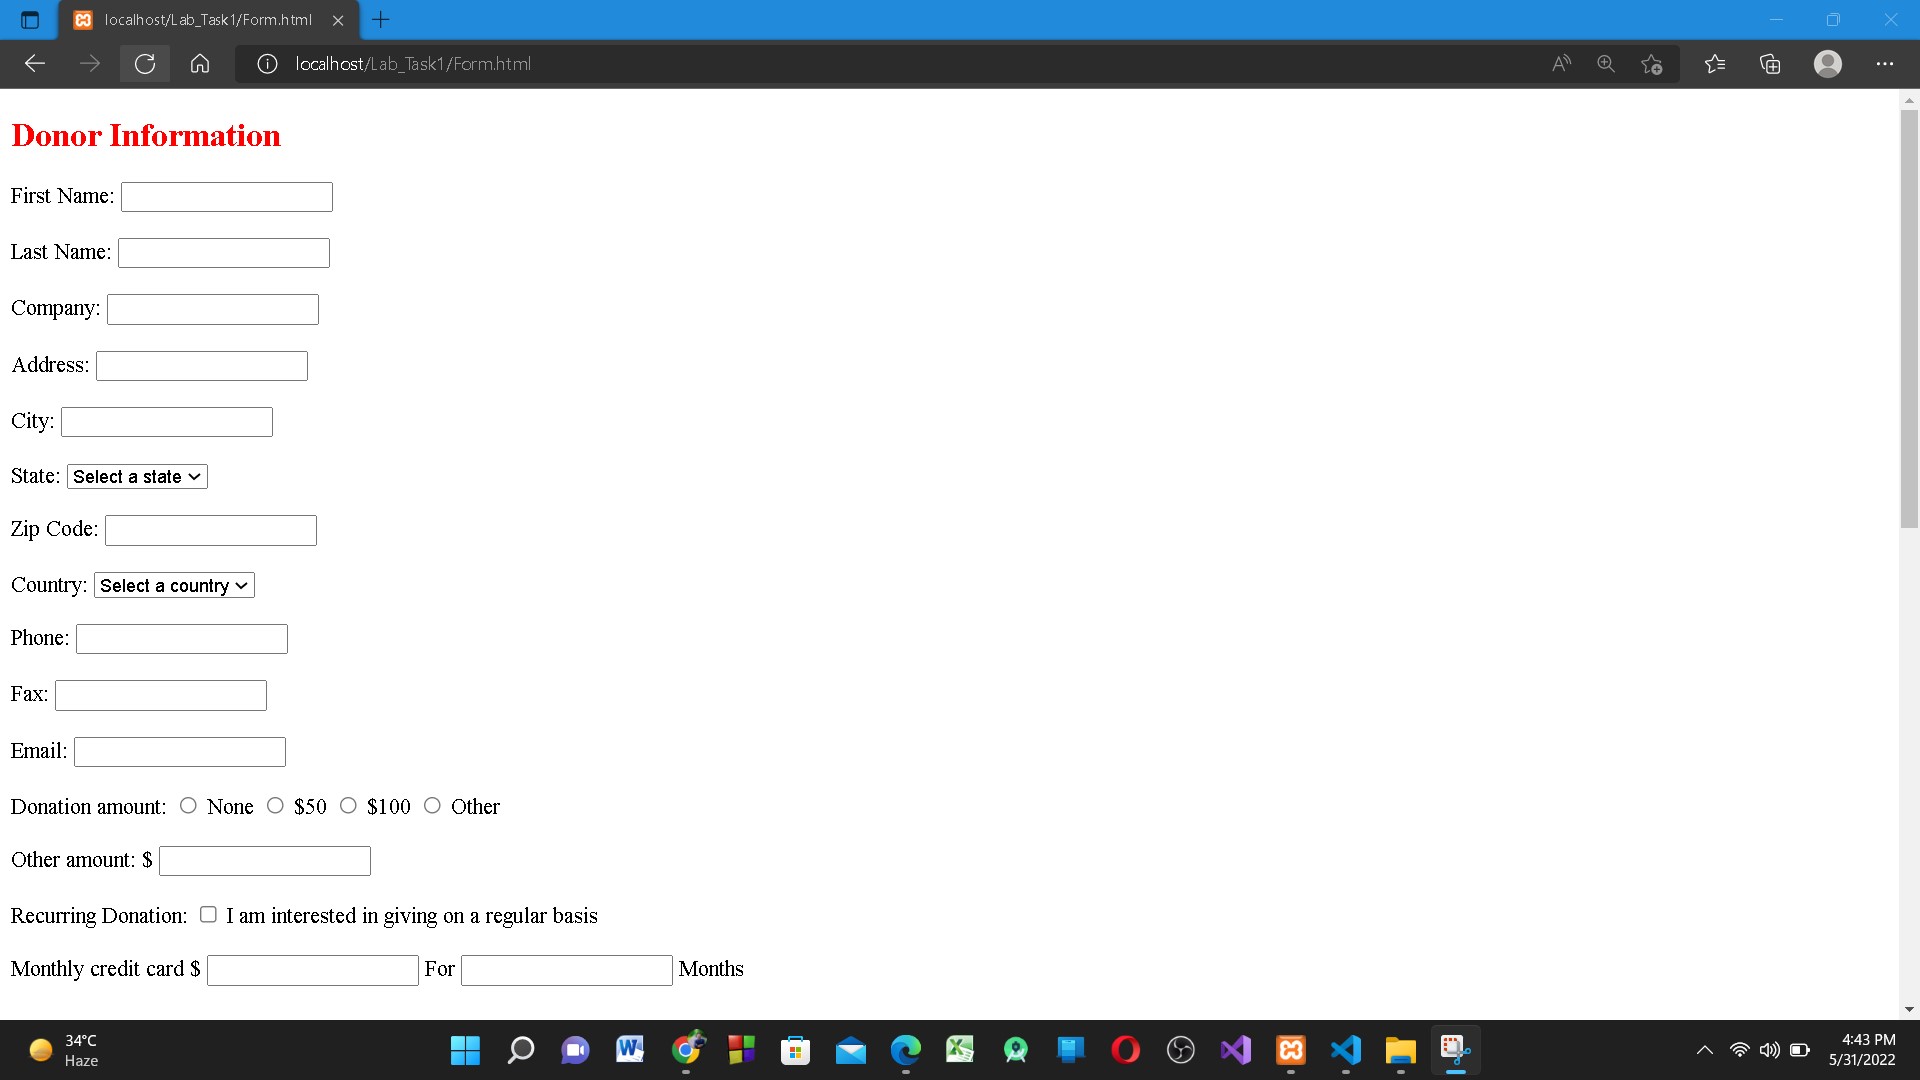 localhost/Lab_Task1/Form.html
localhost/Lab_Task1/Form.html
Donor Information
First Name:
Last Name:
Company:
Address:
City:
State: Select a state
Zip Code:
Country: Select a country
Phone:
Fax:
Email:
Donation amount: None $50 $100 Other
Other amount: $
Recurring Donation: I am interested in giving on a regular basis
Monthly credit card $ For Months
34°C
Haze
4:43 PM
5/31/2022